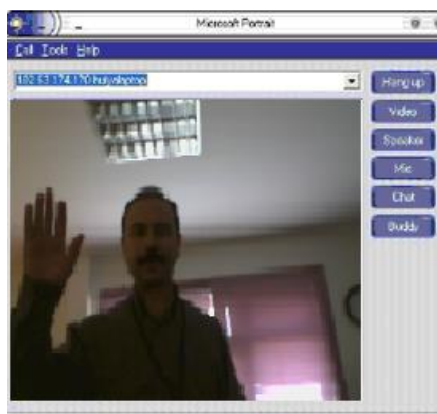 Microsoft Portrait
Call Tools Help
Hang up
Video
Speaker
Mic
Chat
Buddy